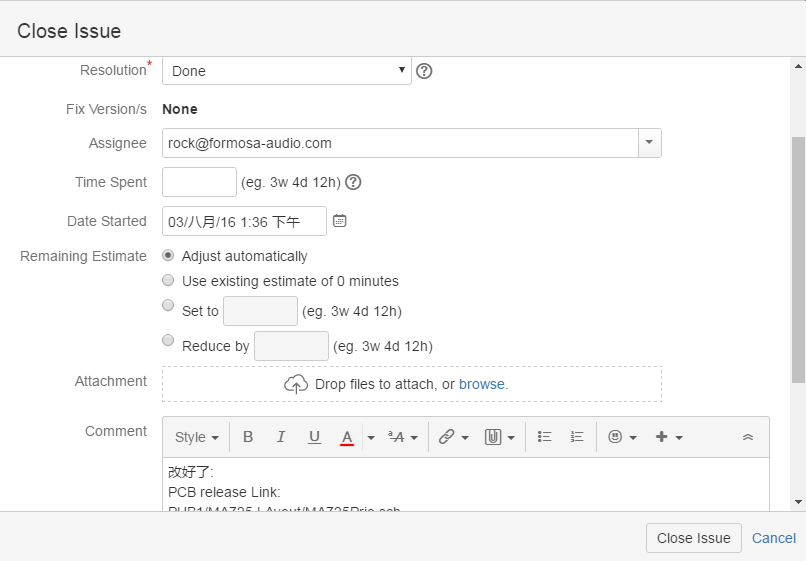 Close Issue
Resolution*
Done
Fix Version/s None
Assignee rock@formosa-audio.com
Time Spent (eg. 3w 4d 12h)
Date Started 03/八月/16 1:36 下午
Remaining Estimate Adjust automatically
Use existing estimate of 0 minutes
Set to (eg. 3w 4d 12h)
Reduce by (eg. 3w 4d 12h)
Attachment Drop files to attach, or browse.
Comment Style B I U A ªA
改好了:
PCB release Link:
Close Issue Cancel